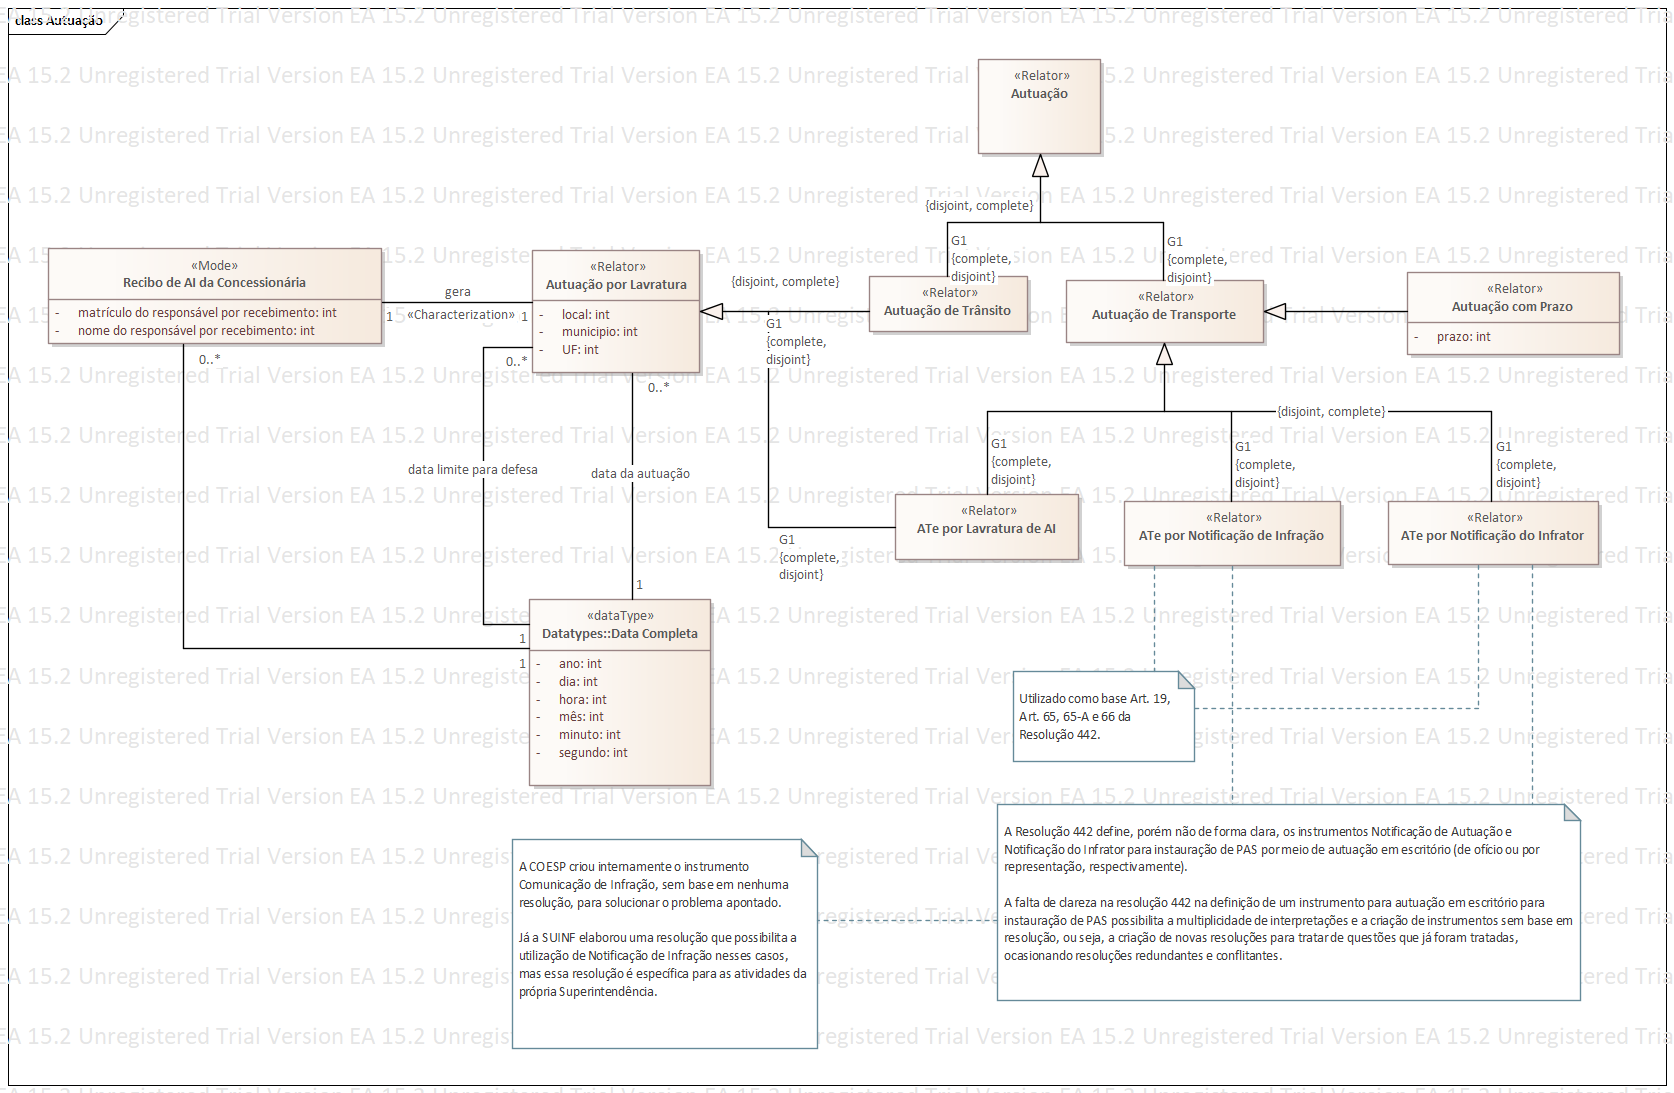 class Autuação
EA 15.2 Unregistered Trial Version
«Relator»
Autuação
{disjoint, complete}
G1
{complete,
disjoint}
G1
{complete,
disjoint}
«Mode»
Recibo de AI da Concessionária
- matrículo do responsável por recebimento: int
- nome do responsável por recebimento: int
gera
«Characterization»
1
1
«Relator»
Autuação por Lavratura
- local: int
- municipio: int
- UF: int
{disjoint, complete}
G1
{complete,
disjoint}
«Relator»
Autuação de Trânsito
«Relator»
Autuação de Transporte
«Relator»
Autuação com Prazo
- prazo: int
0..*
0..*
0..*
{disjoint, complete}
G1
{complete,
disjoint}
G1
{complete,
disjoint}
G1
{complete,
disjoint}
data limite para defesa
data da autuação
«Relator»
ATe por Lavratura de AI
«Relator»
ATe por Notificação de Infração
«Relator»
ATe por Notificação do Infrator
G1
{complete,
disjoint}
1
1
1
«dataType»
Datatypes::Data Completa
- ano: int
- dia: int
- hora: int
- mês: int
- minuto: int
- segundo: int
Utilizado como base Art. 19,
Art. 65, 65-A e 66 da
Resolução 442.
A COESP criou internamente o instrumento
Comunicação de Infração, sem base em nenhuma
resolução, para solucionar o problema apontado.
Já a SUINF elaborou uma resolução que possibilita a
utilização de Notificação de Infração nesses casos,
mas essa resolução é específica para as atividades da
própria Superintendência.
A Resolução 442 define, porém não de forma clara, os instrumentos Notificação de Autuação e
Notificação do Infrator para instauração de PAS por meio de autuação em escritório (de ofício ou por
representação, respectivamente).
A falta de clareza na resolução 442 na definição de um instrumento para autuação em escritório para
instauração de PAS possibilita a multiplicidade de interpretações e a criação de instrumentos sem base em
resolução, ou seja, a criação de novas resoluções para tratar de questões que já foram tratadas,
ocasionando resoluções redundantes e conflitantes.